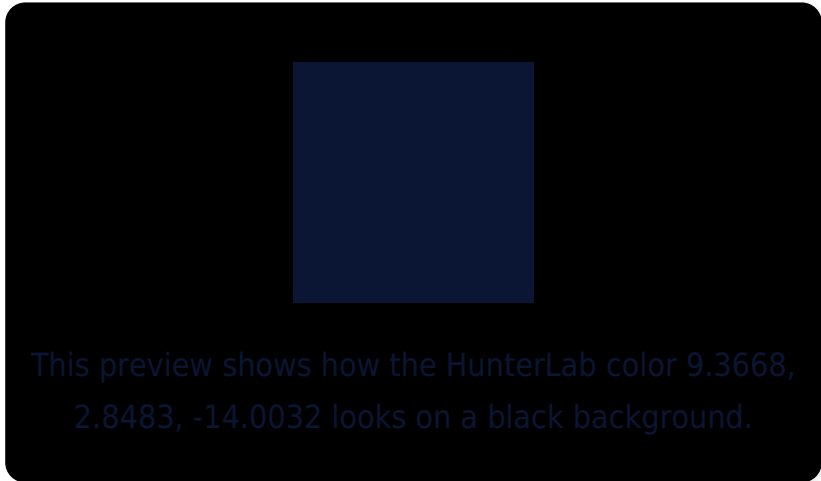 This preview shows how the HunterLab color 9.3668,
2.8483, -14.0032 looks on a black background.